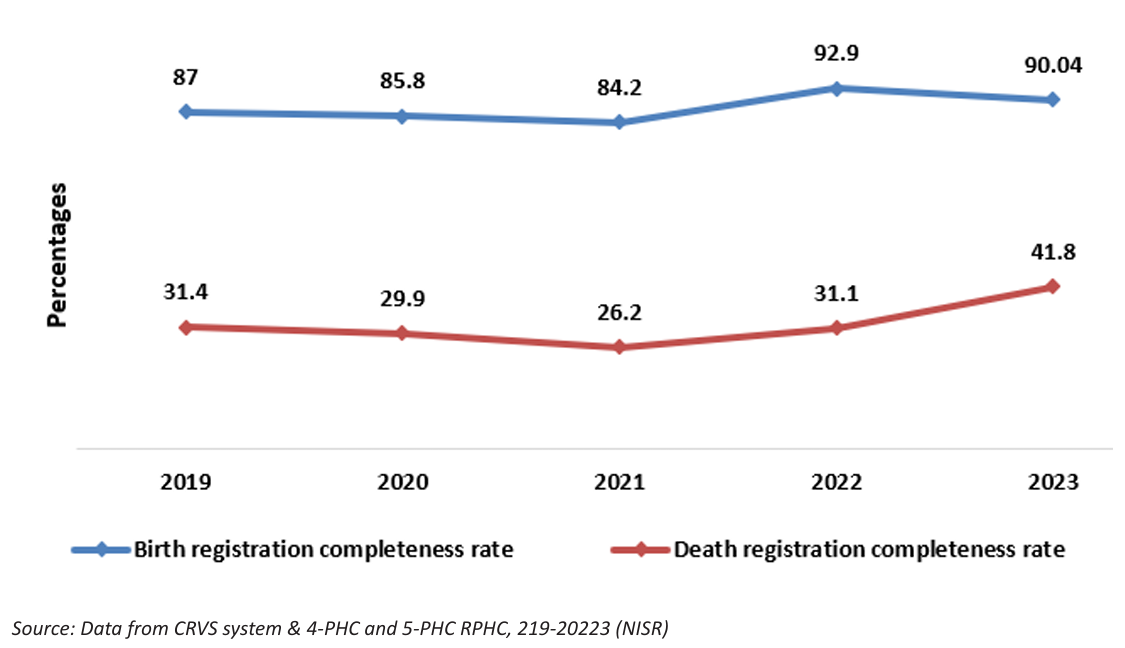 92.9
90.04
87
85.8
84.2
Percentages
41.8
31.4
29.9
26.2
31.1
2019 2020 2021 2022 2023
Birth registration completeness rate Death registration completeness rate
Source: Data from CRVS system & 4-PHC and 5-PHC RPHC, 219-20223 (NISR)